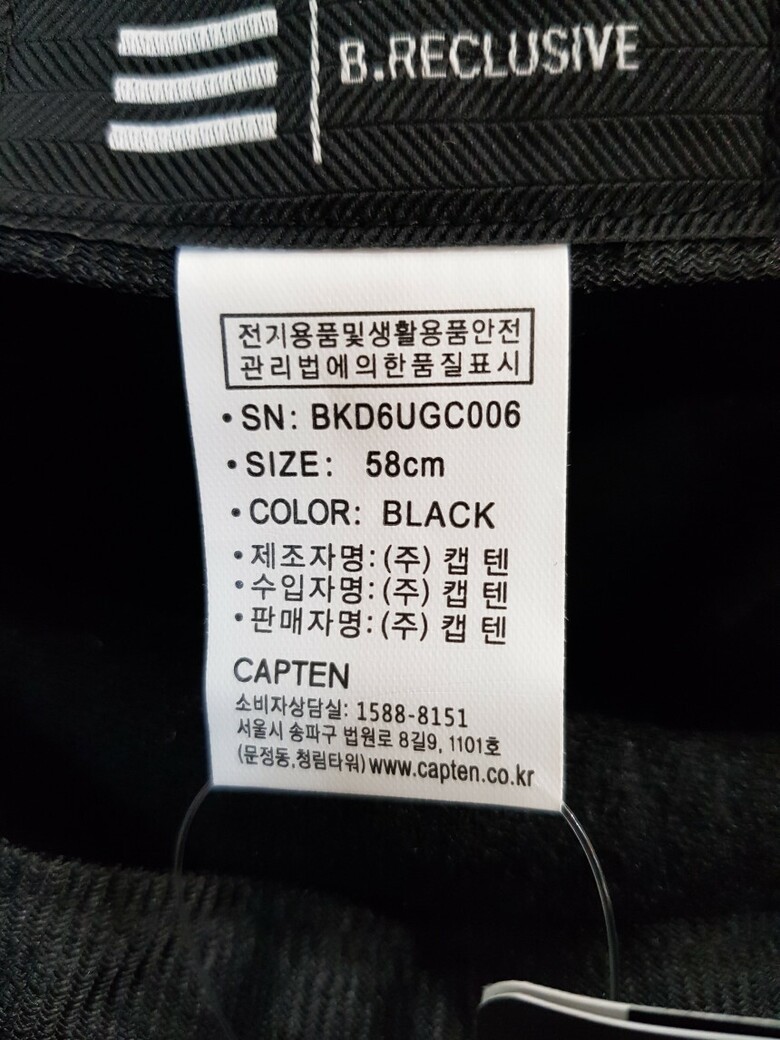 B.RECLUSIVE
전기용품및생활용품안전
관리법에의한품질표시
•SN: BKD6UGC006
•SIZE: 58cm
•COLOR: BLACK
•제조자명:(주) 캡텐
•수입자명:(주) 캡텐
•판매자명:(주) 캡텐
CAPTEN
소비자상담실: 1588-8151
서울시 송파구 법원로 8길9, 1101호
(문정동,청림타워)www.capten.co.kr